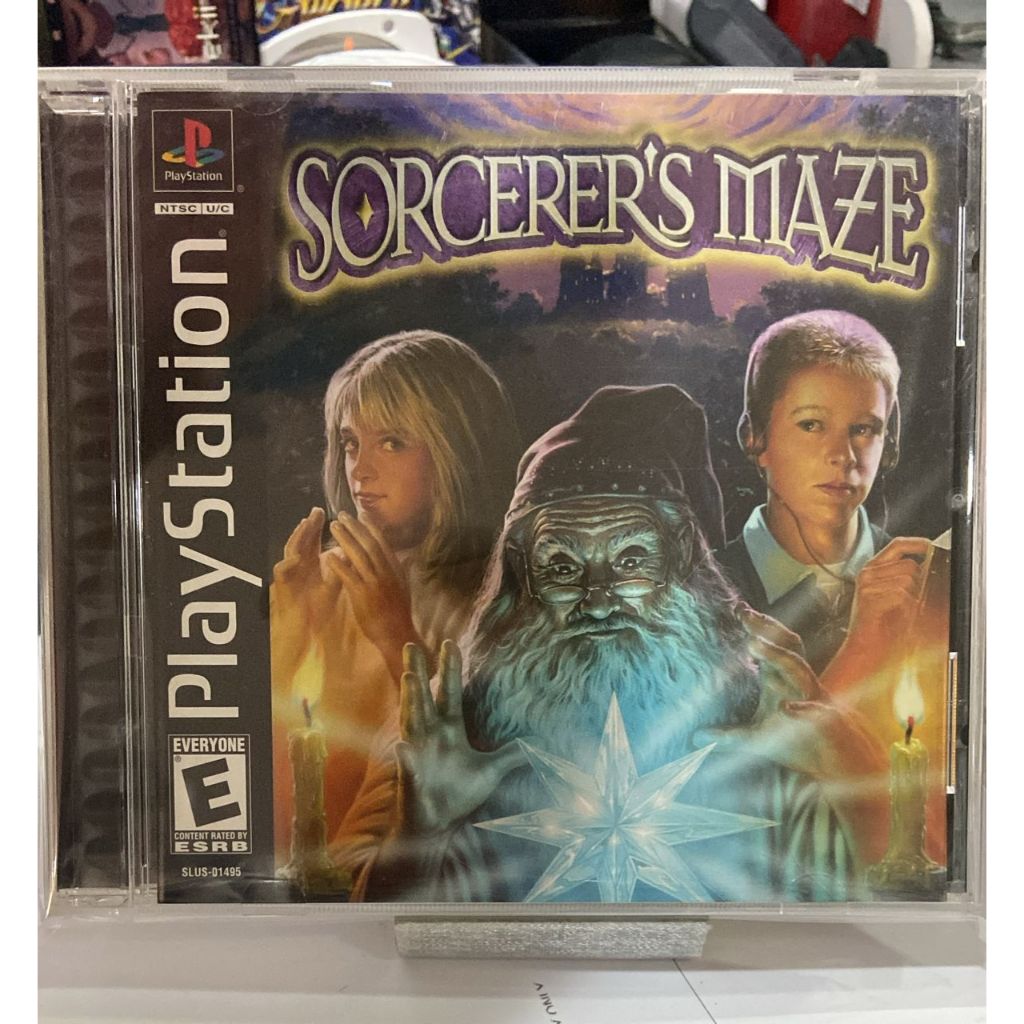 PlayStation
®
NTSC U/C
PlayStation®
SORCERER'S MAZE
EVERYONE
E
®
CONTENT RATED BY
ESRB
SLUS-01495